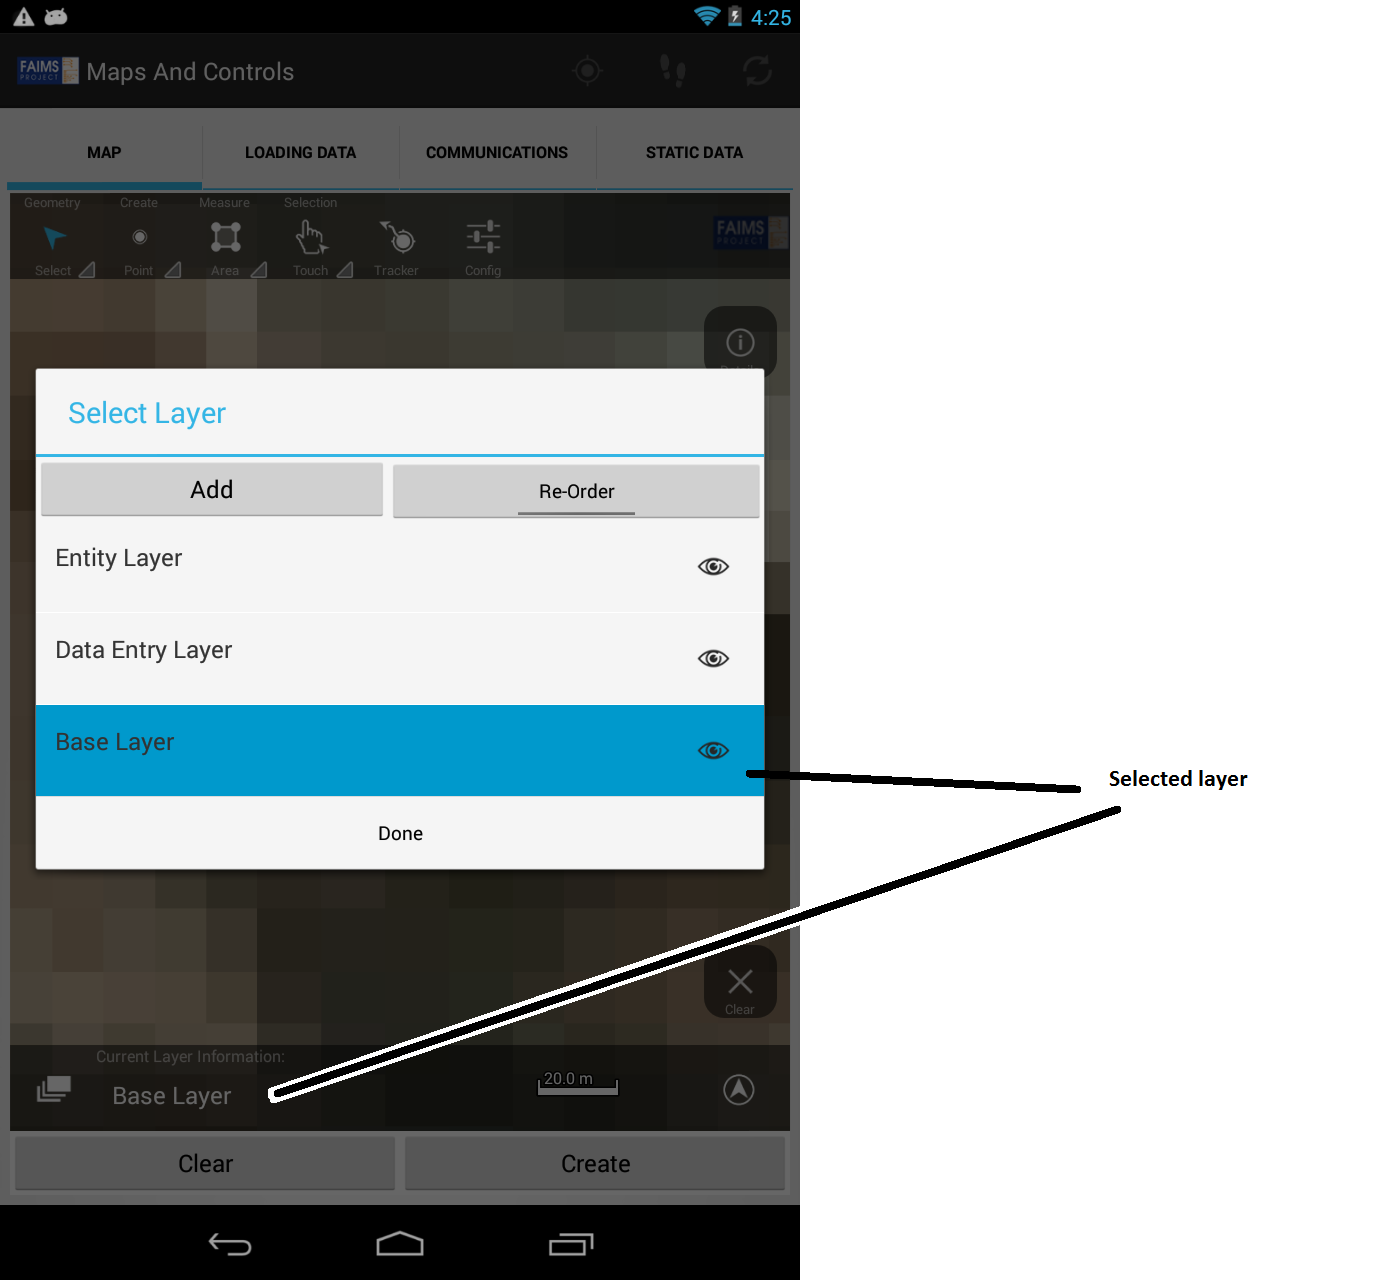 4:25
FAIMS
PROJECT
Maps And Controls
MAP
LOADING DATA
COMMUNICATIONS
STATIC DATA
Geometry
Create
Measure
Selection
FAIMS
PROJECT
Select
Point
Area
Touch
Tracker
Config
Select Layer
Add
Re-Order
Entity Layer
Data Entry Layer
Base Layer
Selected layer
Done
Clear
Current Layer Information:
Base Layer
20.0 m
Clear
Create